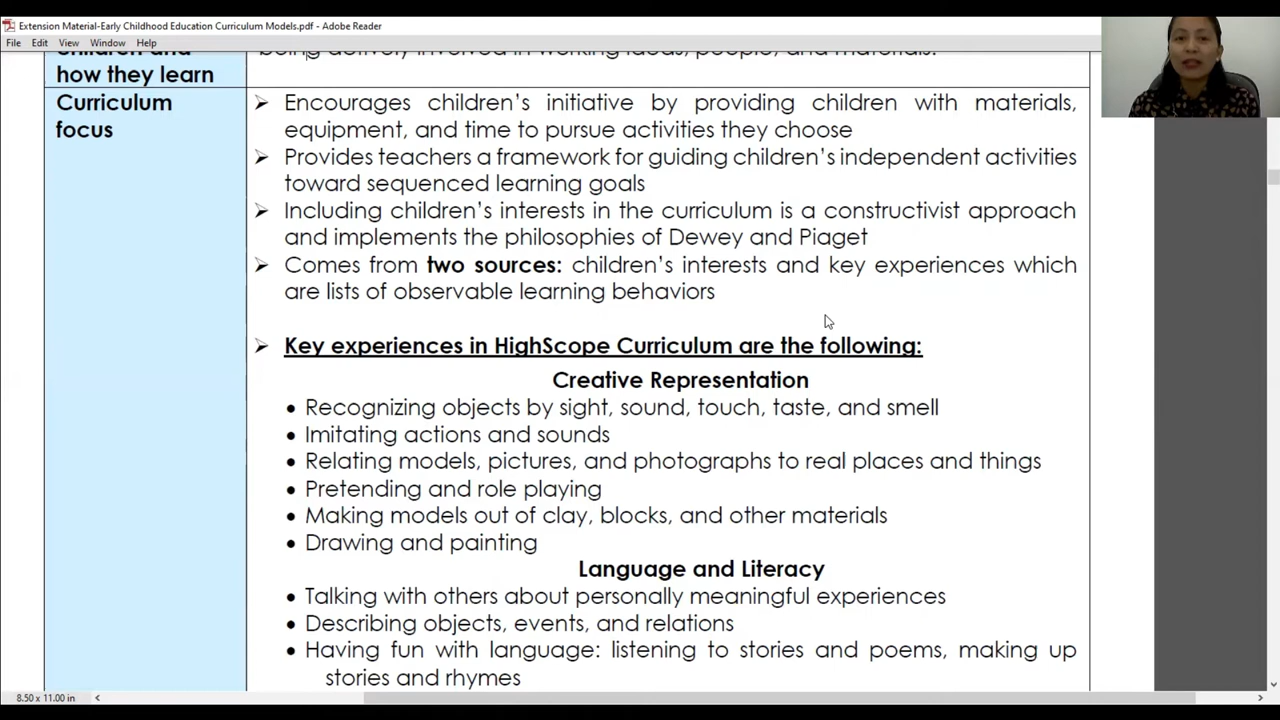 Extension Material-Early Childhood Education Curriculum Models.pdf - Adobe Reader
File Edit View Window Help
Children and
how they learn
being actively involved in working ideas, people, and materials.
Curriculum
focus
➢ Encourages children's initiative by providing children with materials,
equipment, and time to pursue activities they choose
➢ Provides teachers a framework for guiding children's independent activities
toward sequenced learning goals
➢ Including children's interests in the curriculum is a constructivist approach
and implements the philosophies of Dewey and Piaget
➢ Comes from two sources: children's interests and key experiences which
are lists of observable learning behaviors
➢ Key experiences in HighScope Curriculum are the following:
Creative Representation
• Recognizing objects by sight, sound, touch, taste, and smell
• Imitating actions and sounds
• Relating models, pictures, and photographs to real places and things
• Pretending and role playing
• Making models out of clay, blocks, and other materials
• Drawing and painting
Language and Literacy
• Talking with others about personally meaningful experiences
• Describing objects, events, and relations
• Having fun with language: listening to stories and poems, making up
stories and rhymes
8.50 x 11.00 in